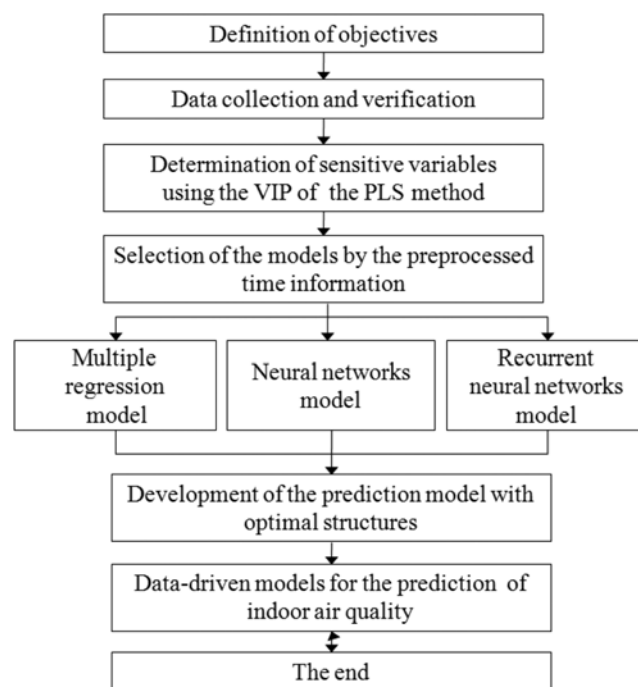 Definition of objectives
Data collection and verification
Determination of sensitive variables
using the VIP of the PLS method
Selection of the models by the preprocessed
time information
Multiple
regression
model
Neural networks
model
Recurrent
neural networks
model
Development of the prediction model with
optimal structures
Data-driven models for the prediction of
indoor air quality
The end